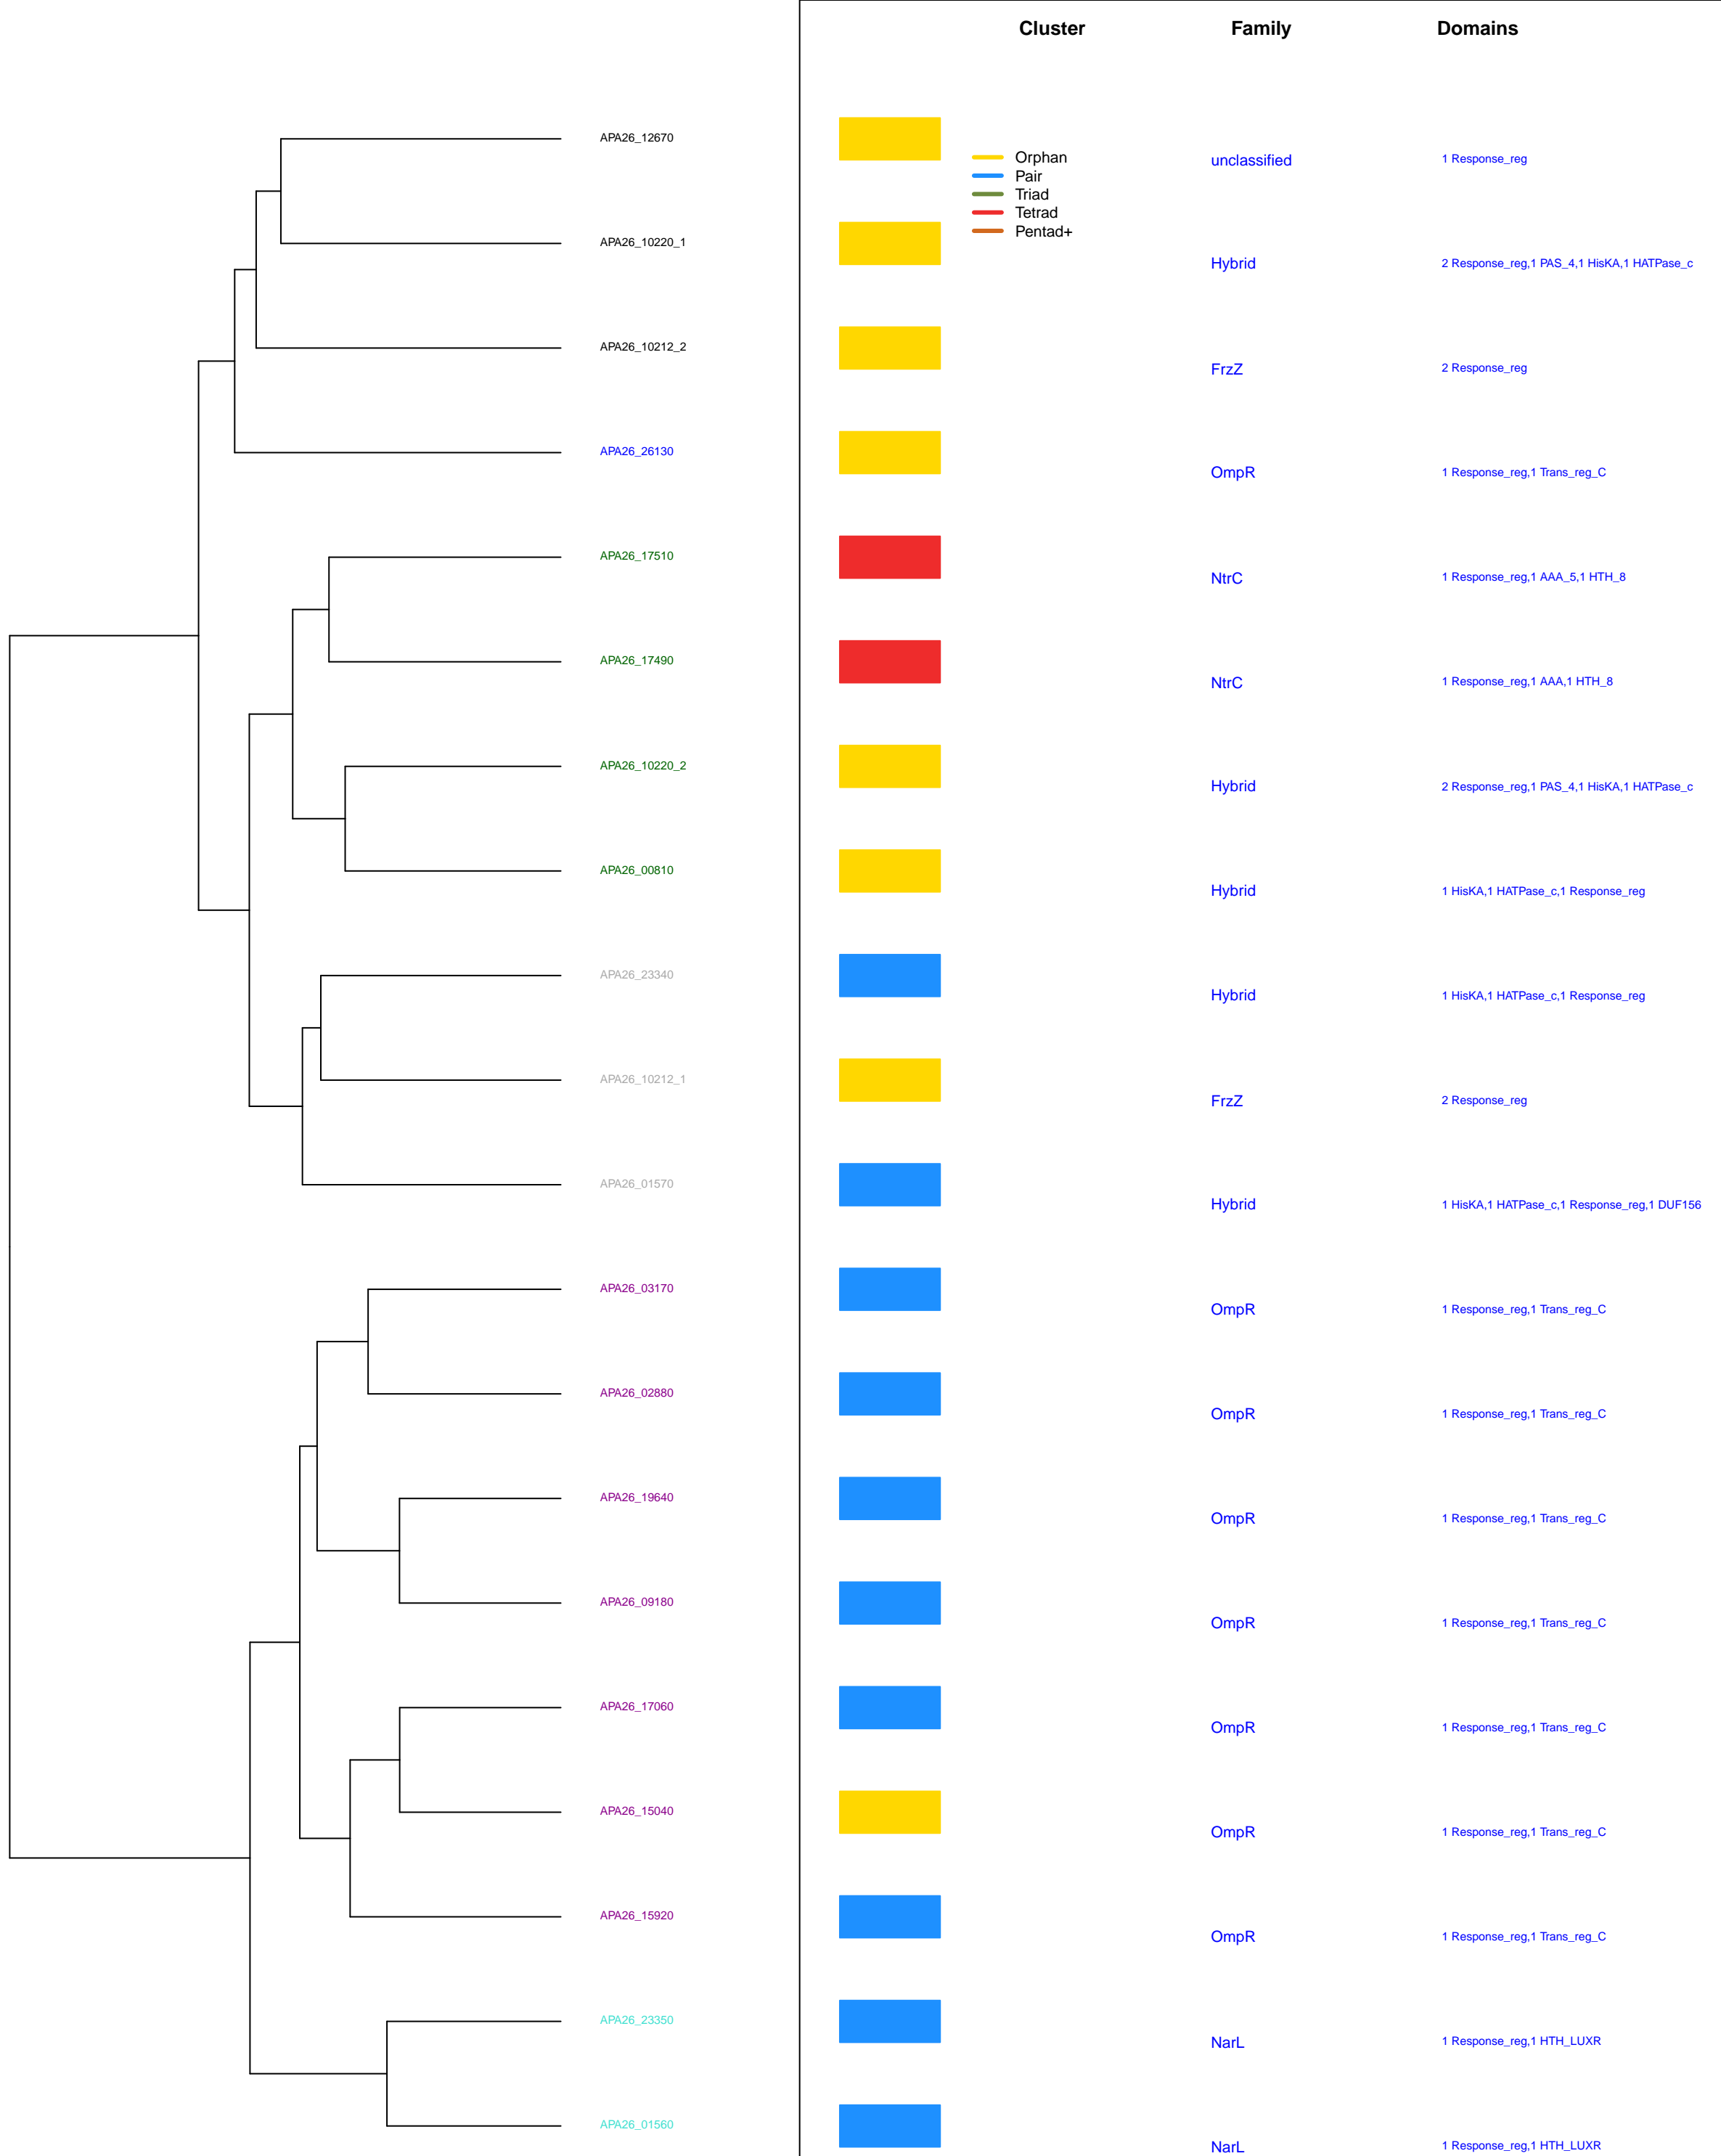 Cluster Family Domains
APA26_12670
Orphan
unclassified 1 Response_reg
Pair
Triad
Tetrad
Pentad+
APA26_10220_1
Hybrid 2 Response_reg,1 PAS_4,1 HisKA,1 HATPase_c
APA26_10212_2
FrzZ 2 Response_reg
APA26_26130
OmpR 1 Response_reg,1 Trans_reg_C
APA26_17510
NtrC 1 Response_reg,1 AAA_5,1 HTH_8
APA26_17490
NtrC 1 Response_reg,1 AAA,1 HTH_8
APA26_10220_2
Hybrid 2 Response_reg,1 PAS_4,1 HisKA,1 HATPase_c
APA26_00810
Hybrid 1 HisKA,1 HATPase_c,1 Response_reg
APA26_23340
Hybrid 1 HisKA,1 HATPase_c,1 Response_reg
APA26_10212_1
FrzZ 2 Response_reg
APA26_01570
Hybrid 1 HisKA,1 HATPase_c,1 Response_reg,1 DUF156
APA26_03170
OmpR 1 Response_reg,1 Trans_reg_C
APA26_02880
OmpR 1 Response_reg,1 Trans_reg_C
APA26_19640
OmpR 1 Response_reg,1 Trans_reg_C
APA26_09180
OmpR 1 Response_reg,1 Trans_reg_C
APA26_17060
OmpR 1 Response_reg,1 Trans_reg_C
APA26_15040
OmpR 1 Response_reg,1 Trans_reg_C
APA26_15920
OmpR 1 Response_reg,1 Trans_reg_C
APA26_23350
NarL 1 Response_reg,1 HTH_LUXR
APA26_01560
NarL 1 Response_reg,1 HTH_LUXR